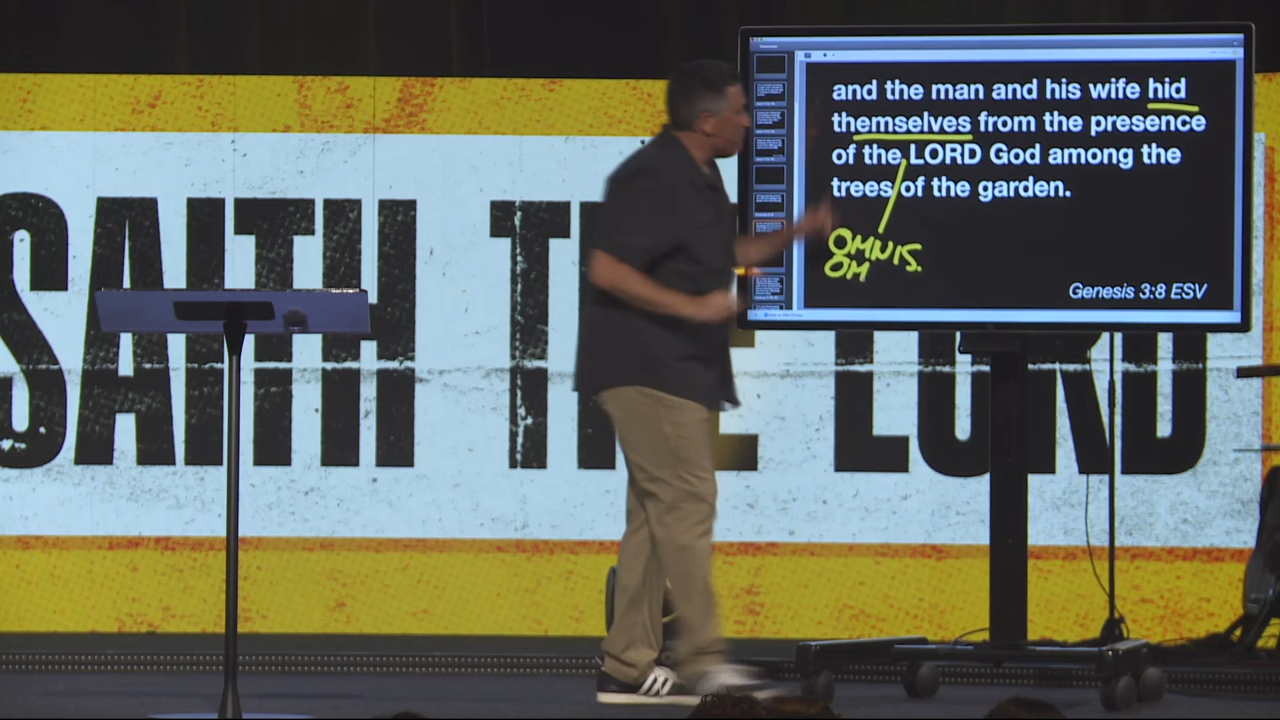 SAITH THE LORD
and the man and his wife hid
themselves from the presence
of the LORD God among the
trees of the garden.
OMNIS.
OM
Genesis 3:8 ESV